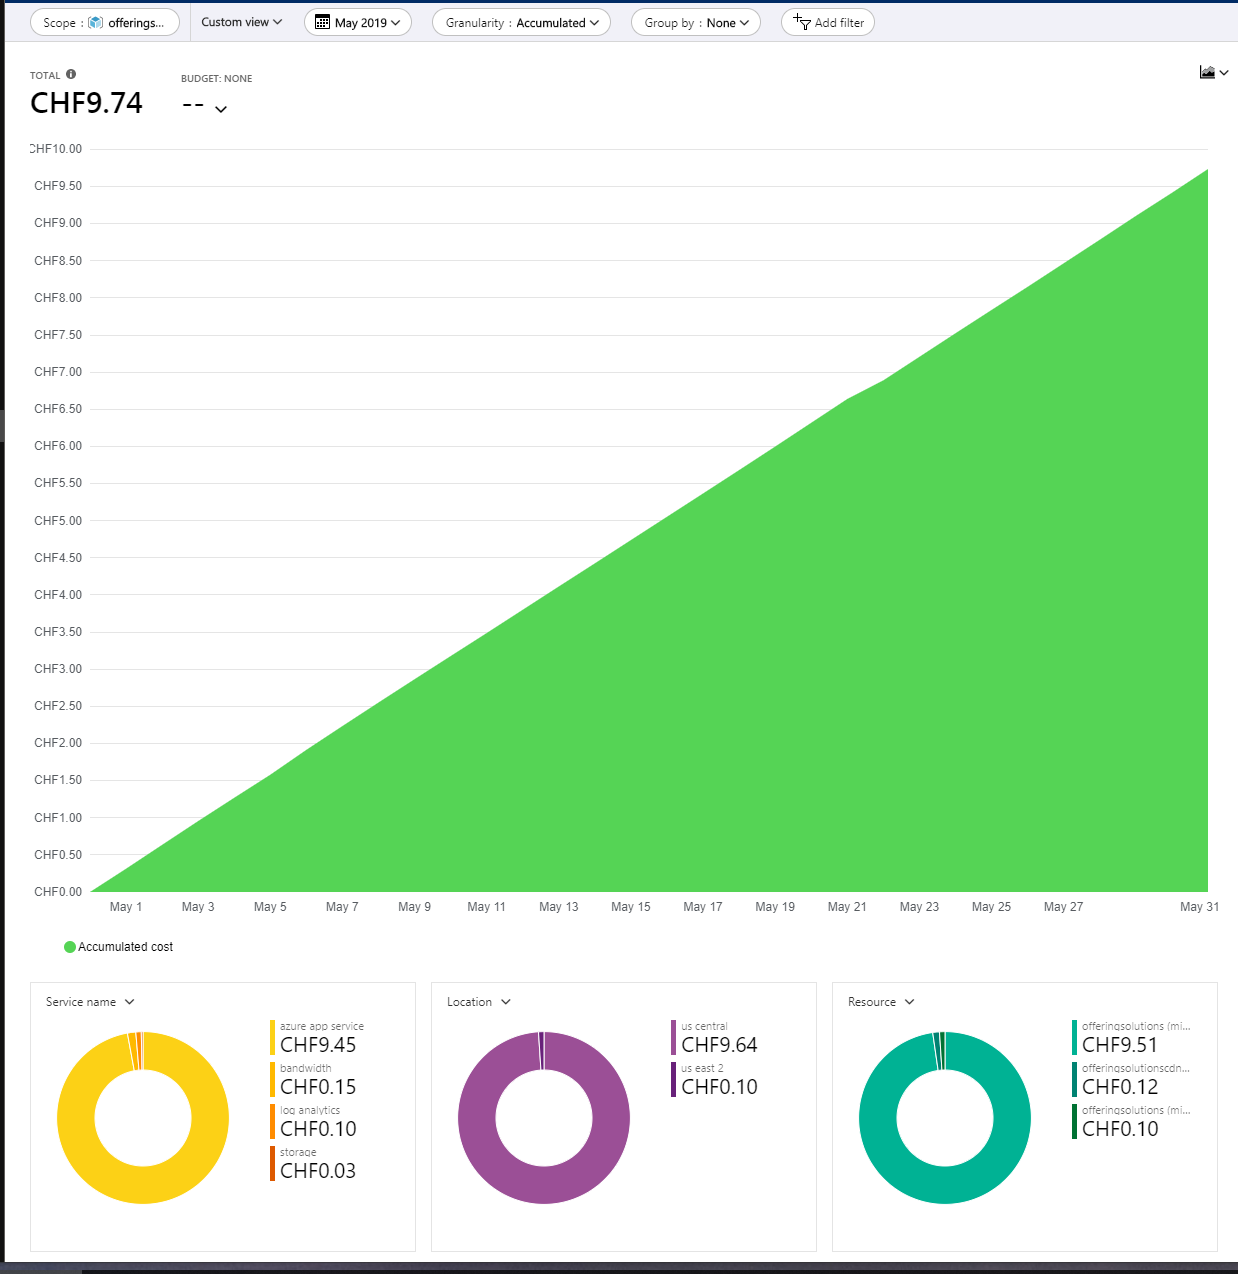 Scope : offerings...
Custom view
May 2019
Granularity : Accumulated
Group by : None
Add filter
TOTAL
CHF9.74
BUDGET: NONE
--
CHF10.00
CHF9.50
CHF9.00
CHF8.50
CHF8.00
CHF7.50
CHF7.00
CHF6.50
CHF6.00
CHF5.50
CHF5.00
CHF4.50
CHF4.00
CHF3.50
CHF3.00
CHF2.50
CHF2.00
CHF1.50
CHF1.00
CHF0.50
CHF0.00
May 1
May 3
May 5
May 7
May 9
May 11
May 13
May 15
May 17
May 19
May 21
May 23
May 25
May 27
May 31
Accumulated cost
Service name
azure app service
CHF9.45
bandwidth
CHF0.15
log analytics
CHF0.10
storage
CHF0.03
Location
us central
CHF9.64
us east 2
CHF0.10
Resource
offeringsolutions (mi...
CHF9.51
offeringsolutionscdn...
CHF0.12
offeringsolutions (mi...
CHF0.10